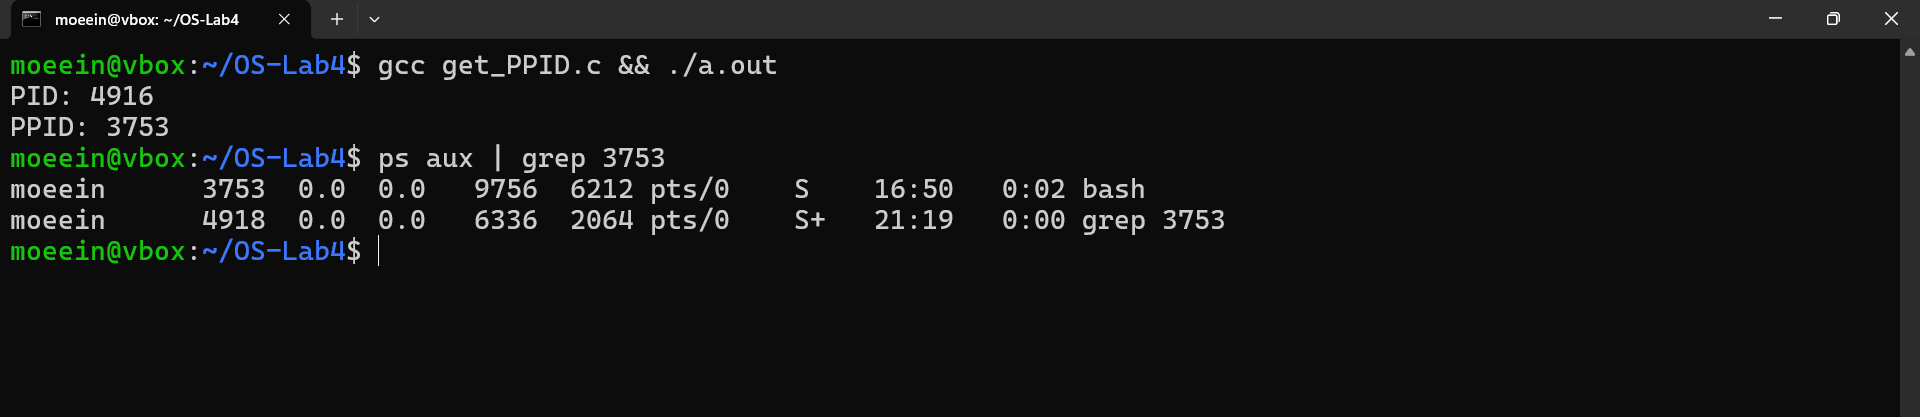 moeein@vbox: ~/OS-Lab4
moeein@vbox:~/OS-Lab4$ gcc get_PPID.c && ./a.out
PID: 4916
PPID: 3753
moeein@vbox:~/OS-Lab4$ ps aux | grep 3753
moeein      3753  0.0  0.0   9756  6212 pts/0    S    16:50   0:02 bash
moeein      4918  0.0  0.0   6336  2064 pts/0    S+   21:19   0:00 grep 3753
moeein@vbox:~/OS-Lab4$